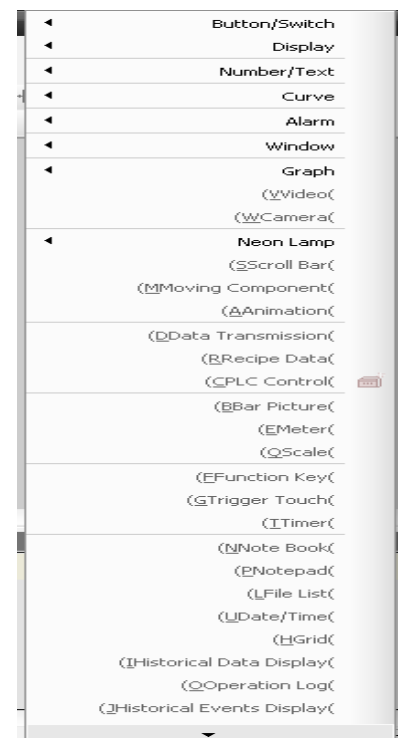 Button/Switch
Display
Number/Text
Curve
Alarm
Window
Graph
(VVideo(
(WCamera(
Neon Lamp
(SScroll Bar(
(MMoving Component(
(AAnimation(
(DData Transmission(
(RRecipe Data(
(CPLC Control(
(BBar Picture(
(EMeter(
(QScale(
(FFunction Key(
(GTrigger Touch(
(TTimer(
(NNote Book(
(PNotepad(
(LFile List(
(UDate/Time(
(HGrid(
(IHistorical Data Display(
(OOperation Log(
(JHistorical Events Display(